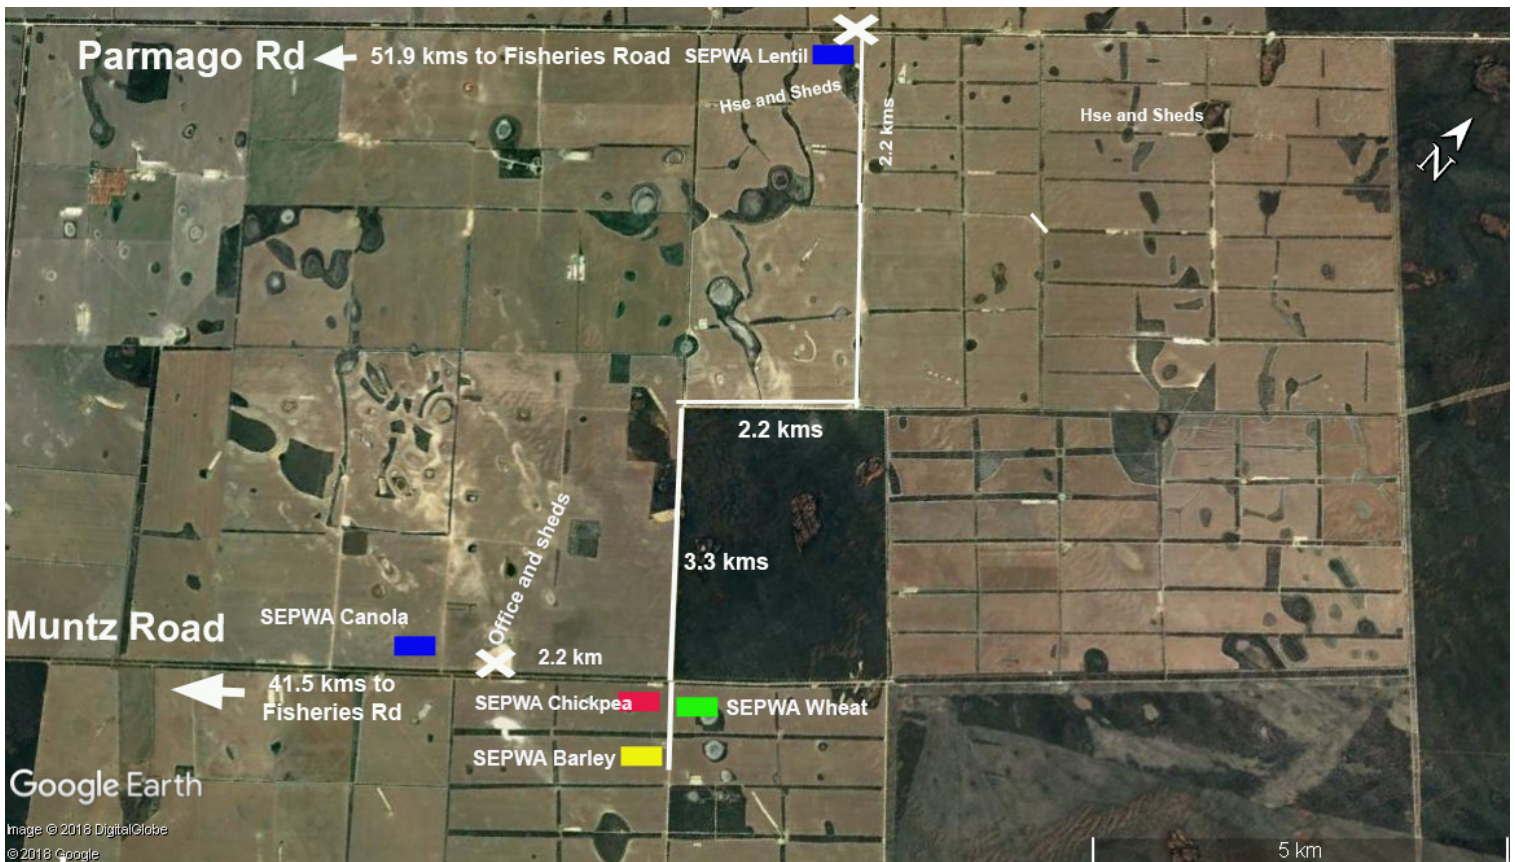 Parmago Rd
51.9 kms to Fisheries Road
SEPWA Lentil
Hse and Sheds
2.2 kms
Hse and Sheds
N
2.2 kms
Office and sheds
3.3 kms
SEPWA Canola
Muntz Road
2.2 km
41.5 kms to
Fisheries Rd
SEPWA Chickpea
SEPWA Wheat
SEPWA Barley
Google Earth
Image © 2018 DigitalGlobe
© 2018 Google
5 km